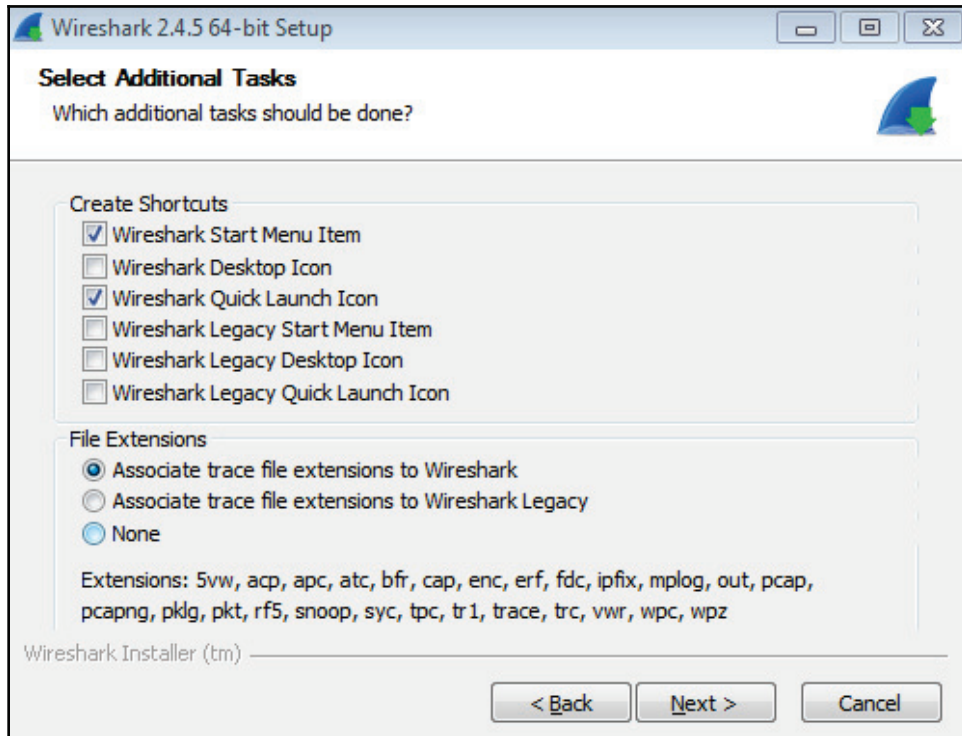 Wireshark 2.4.5 64-bit Setup
Select Additional Tasks
Which additional tasks should be done?
Create Shortcuts
Wireshark Start Menu Item
Wireshark Desktop Icon
Wireshark Quick Launch Icon
Wireshark Legacy Start Menu Item
Wireshark Legacy Desktop Icon
Wireshark Legacy Quick Launch Icon
File Extensions
Associate trace file extensions to Wireshark
Associate trace file extensions to Wireshark Legacy
None
Extensions: 5vw, acp, apc, atc, bfr, cap, enc, erf, fdc, ipfix, mplog, out, pcap,
pcapng, pklg, pkt, rf5, snoop, syc, tpc, tr1, trace, trc, vwr, wpc, wpz
Wireshark Installer (tm)
< Back Next > Cancel